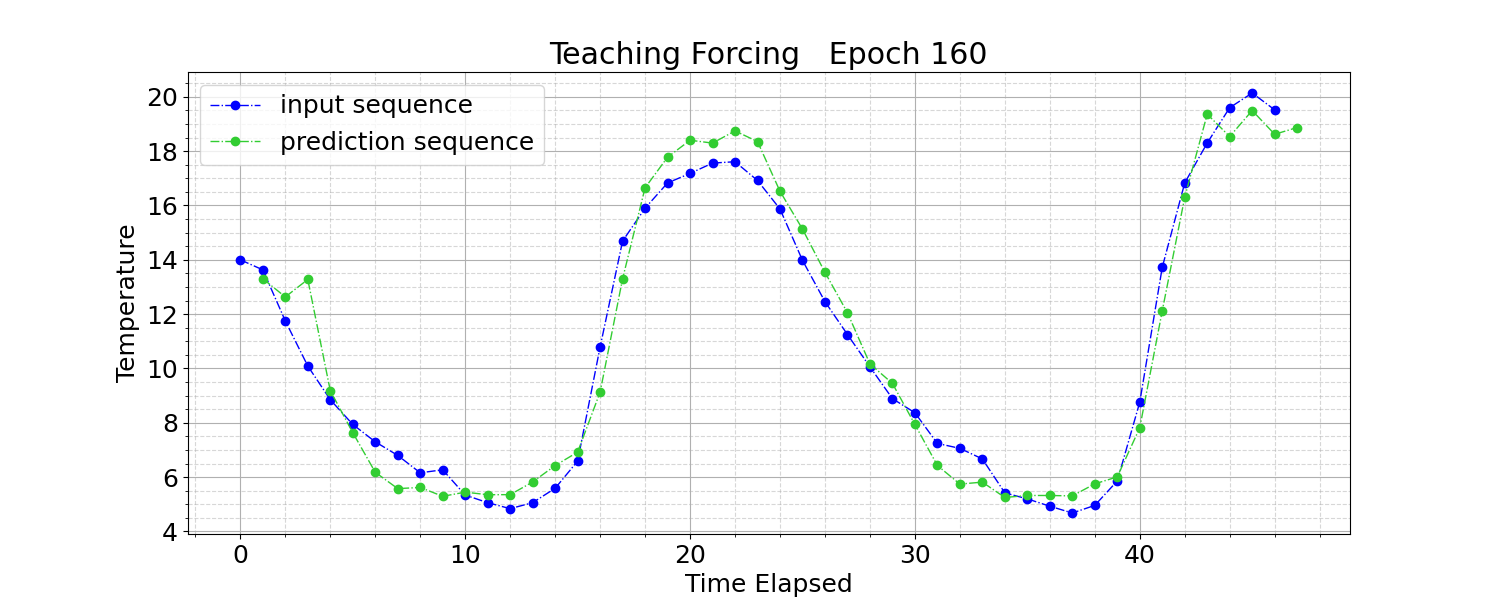 Teaching Forcing   Epoch 160
input sequence
prediction sequence
20
18
16
14
12
10
8
6
4
Temperature
0 10 20 30 40
Time Elapsed